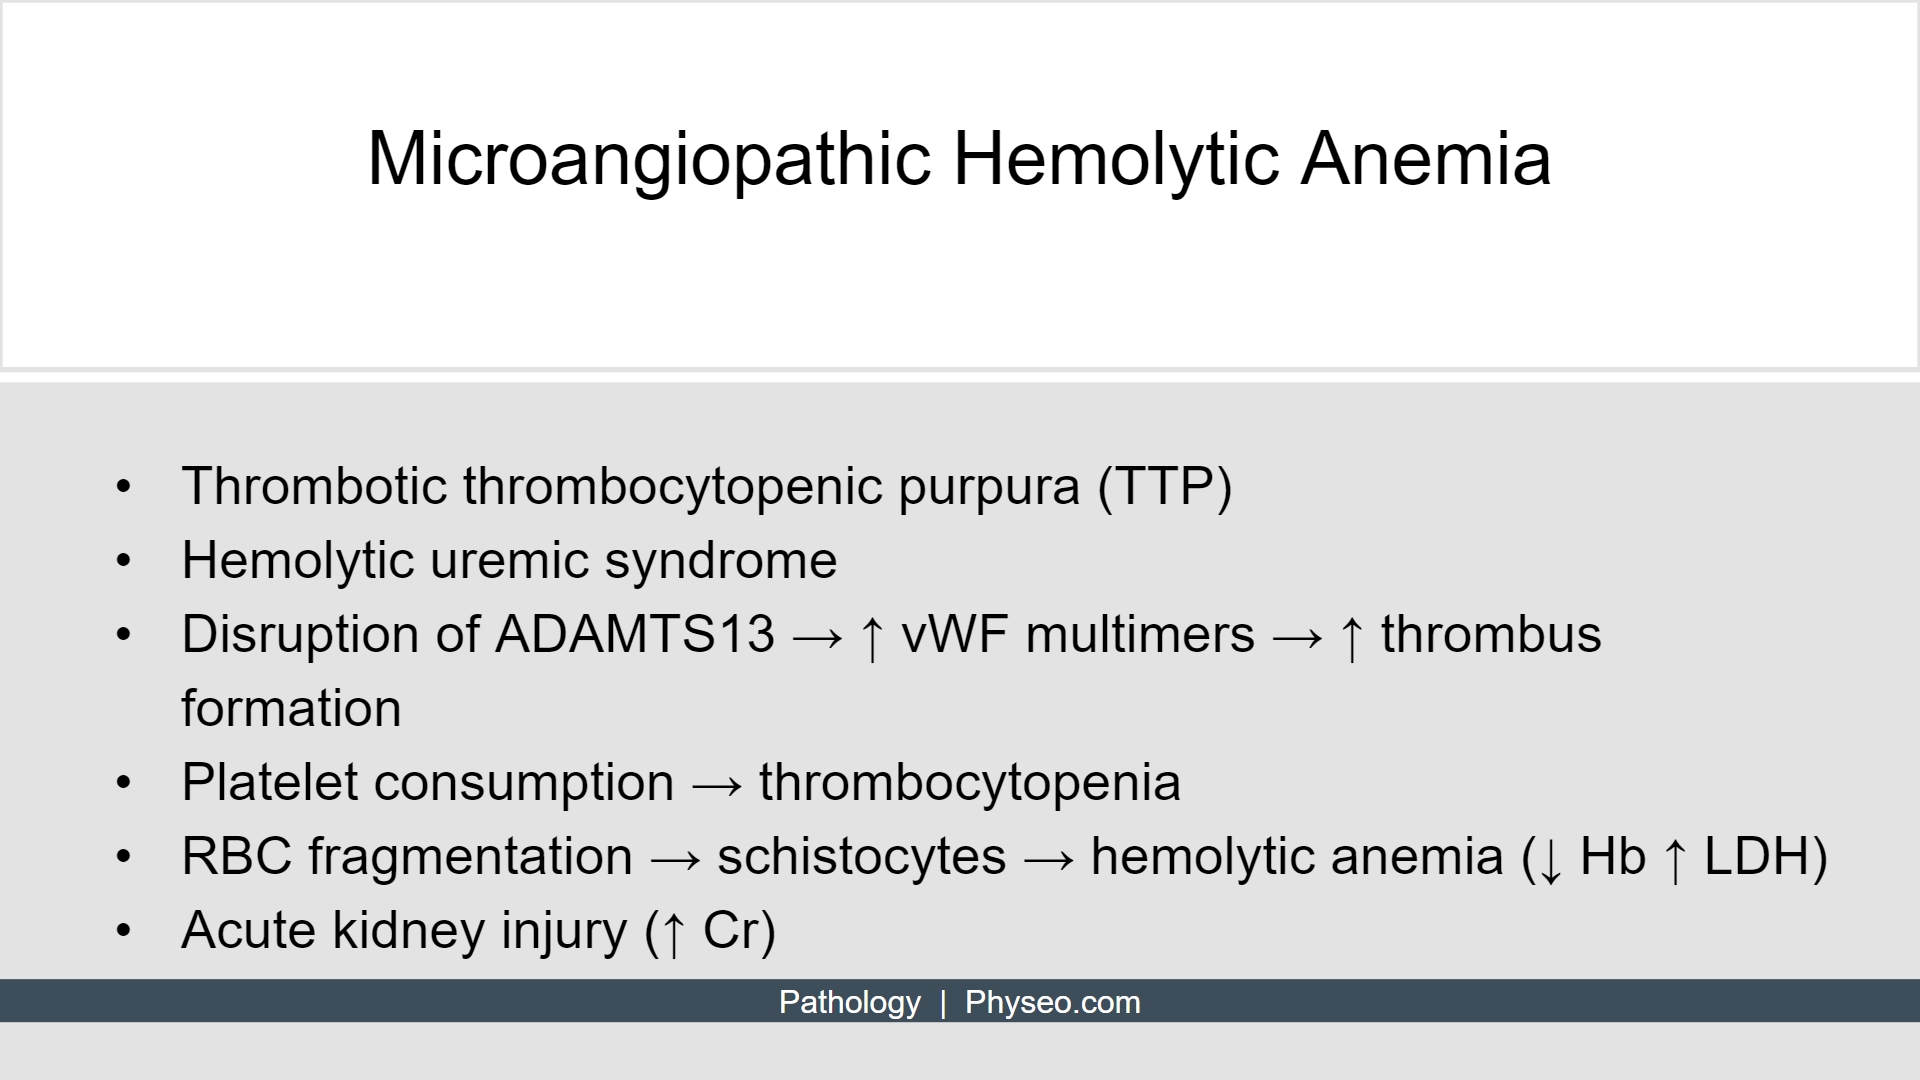 Microangiopathic Hemolytic Anemia
• Thrombotic thrombocytopenic purpura (TTP)
• Hemolytic uremic syndrome
• Disruption of ADAMTS13 → ↑ vWF multimers → ↑ thrombus
formation
• Platelet consumption → thrombocytopenia
• RBC fragmentation → schistocytes → hemolytic anemia (↓ Hb ↑ LDH)
• Acute kidney injury (↑ Cr)
Pathology | Physeo.com